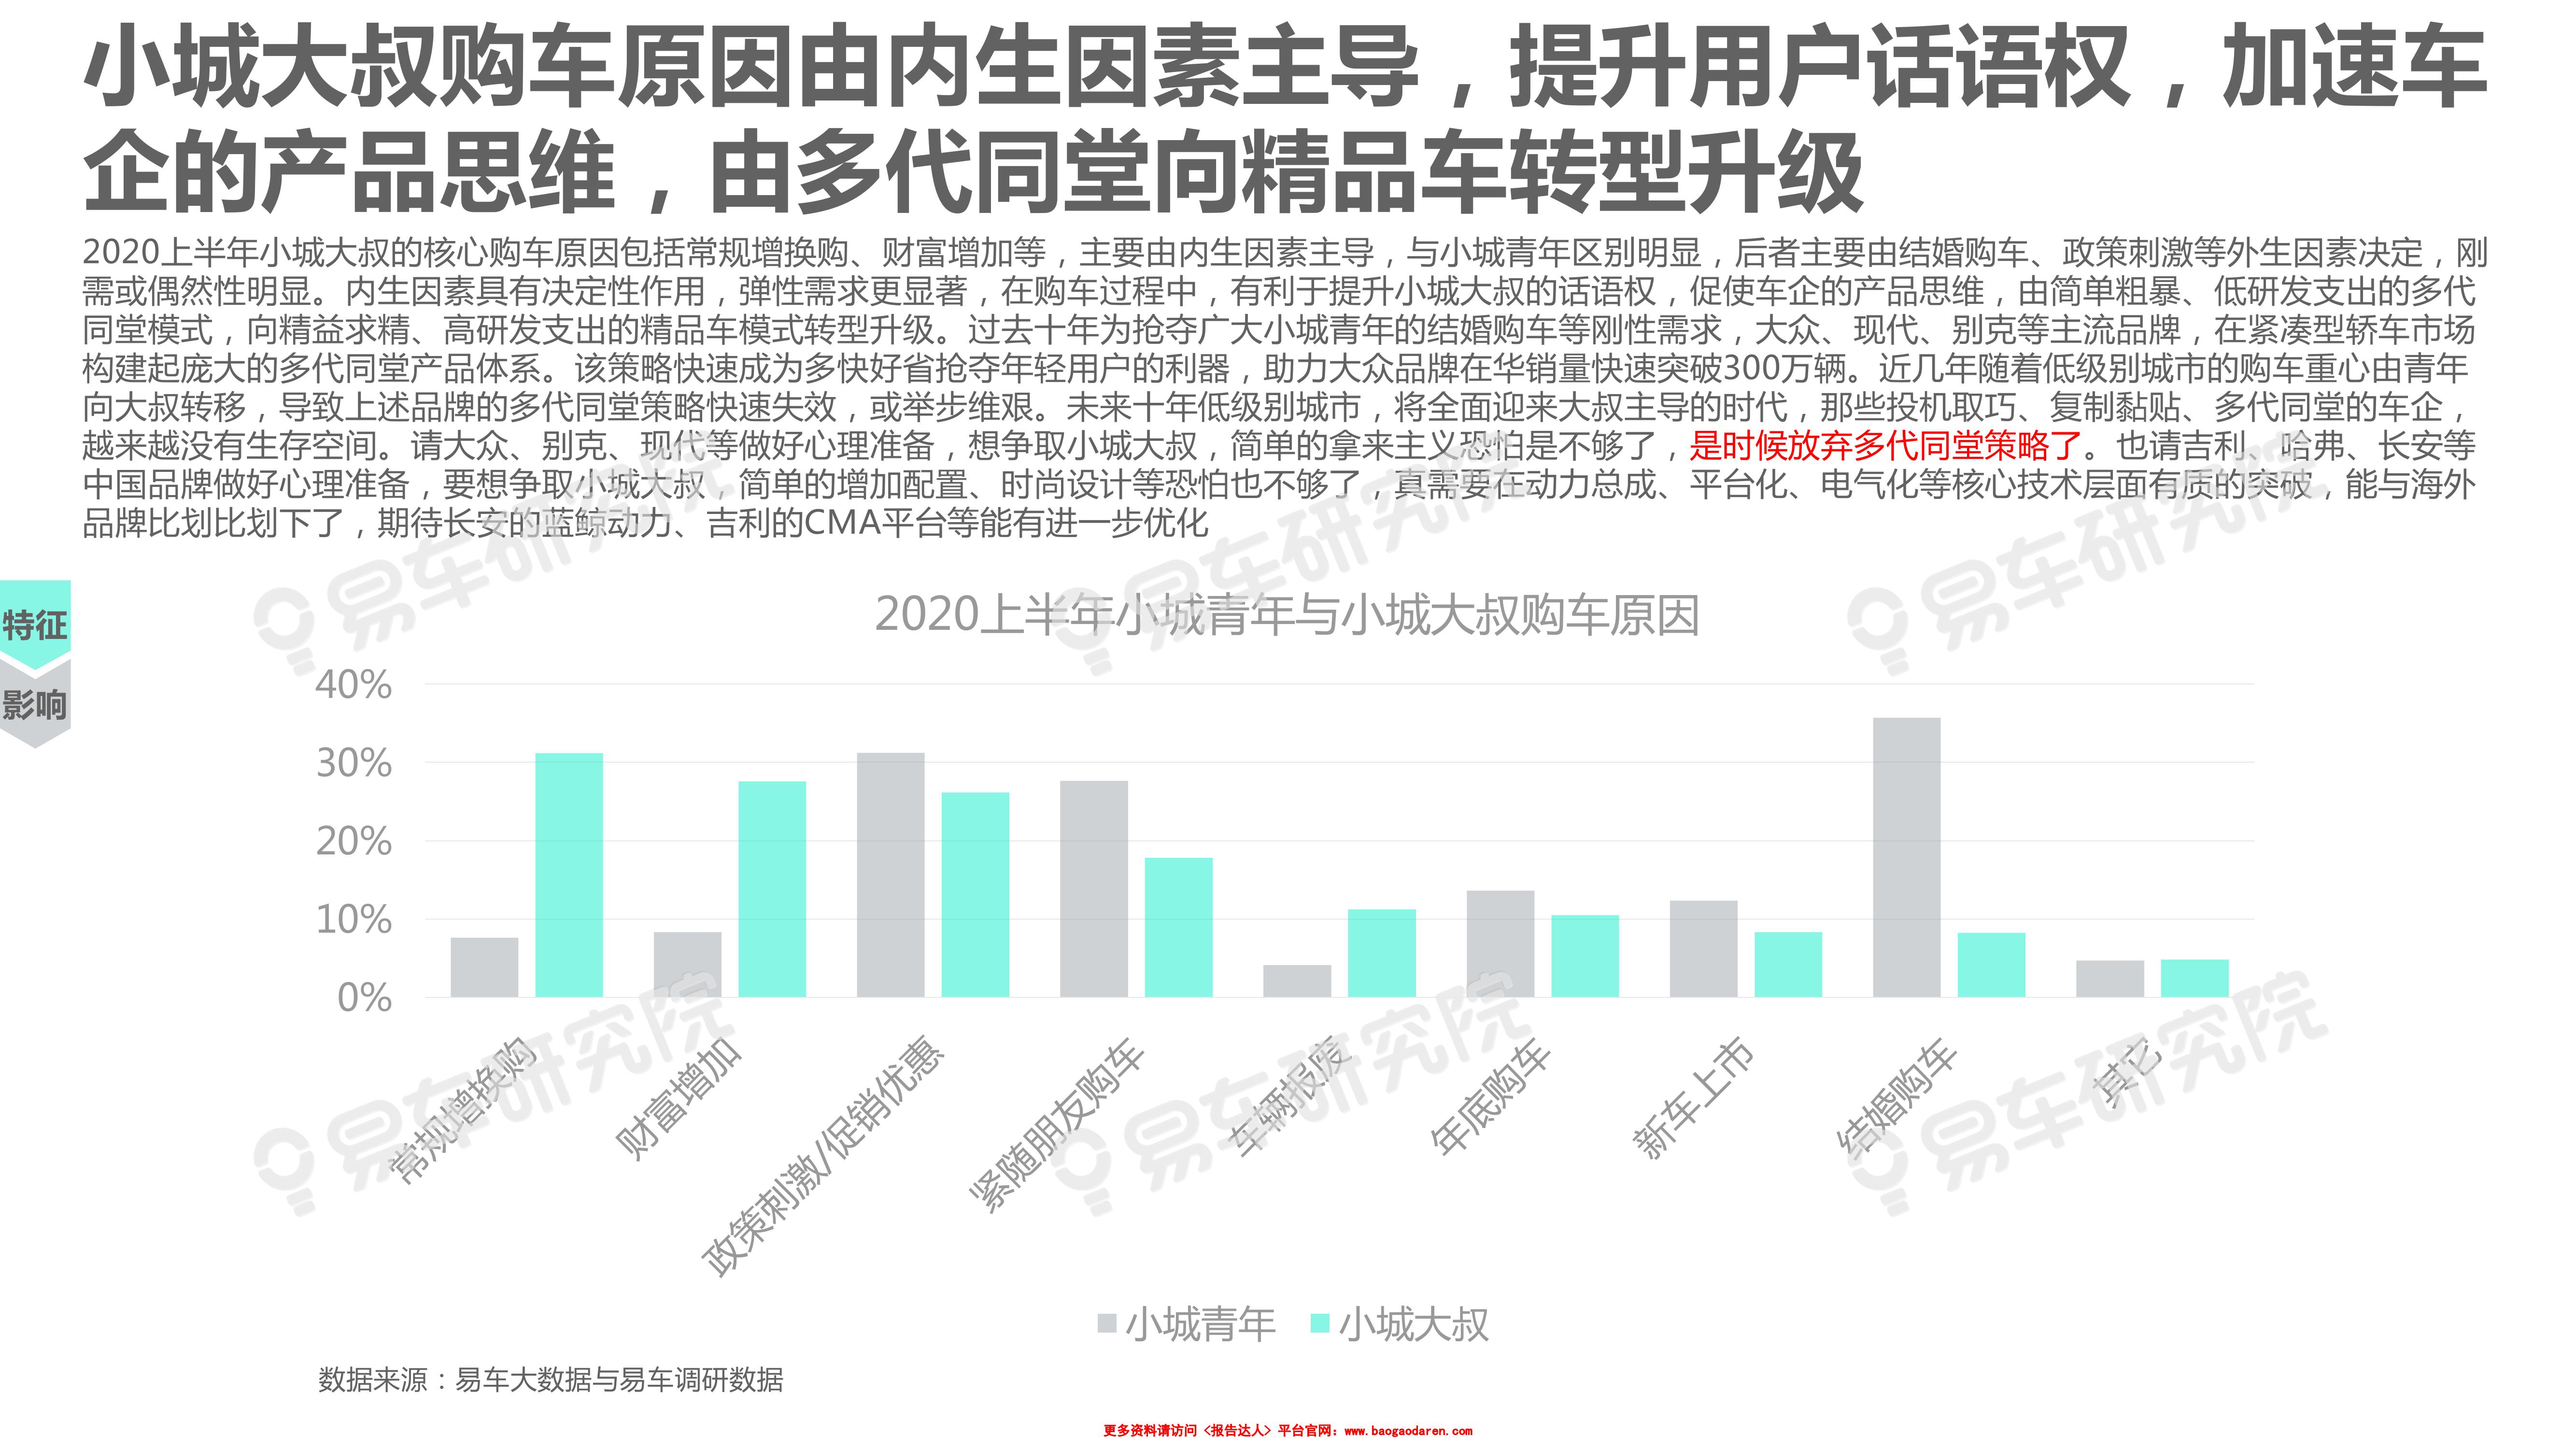 小城大叔购车原因由内生因素主导，提升用户话语权，加速车
企的产品思维，由多代同堂向精品车转型升级
2020上半年小城大叔的核心购车原因包括常规增换购、财富增加等，主要由内生因素主导，与小城青年区别明显，后者主要由结婚购车、政策刺激等外生因素决定，刚
需或偶然性明显。内生因素具有决定性作用，弹性需求更显著，在购车过程中，有利于提升小城大叔的话语权，促使车企的产品思维，由简单粗暴、低研发支出的多代
同堂模式，向精益求精、高研发支出的精品车模式转型升级。过去十年为抢夺广大小城青年的结婚购车等刚性需求，大众、现代、别克等主流品牌，在紧凑型轿车市场
构建起庞大的多代同堂产品体系。该策略快速成为多快好省抢夺年轻用户的利器，助力大众品牌在华销量快速突破300万辆。近几年随着低级别城市的购车重心由青年
向大叔转移，导致上述品牌的多代同堂策略快速失效，或举步维艰。未来十年低级别城市，将全面迎来大叔主导的时代，那些投机取巧、复制黏贴、多代同堂的车企，
越来越没有生存空间。请大众、别克、现代等做好心理准备，想争取小城大叔，简单的拿来主义恐怕是不够了，是时候放弃多代同堂策略了。也请吉利、哈弗、长安等
中国品牌做好心理准备，要想争取小城大叔，简单的增加配置、时尚设计等恐怕也不够了，真需要在动力总成、平台化、电气化等核心技术层面有质的突破，能与海外
品牌比划比划下了，期待长安的蓝鲸动力、吉利的CMA平台等能有进一步优化
特征
影响
2020上半年小城青年与小城大叔购车原因
40%
30%
20%
10%
0%
常规增换购
财富增加
政策刺激/促销优惠
紧随朋友购车
车辆报废
年底购车
新车上市
结婚购车
其它
小城青年
小城大叔
数据来源：易车大数据与易车调研数据
更多资料请访问 <报告达人> 平台官网：www.baogaodaren.com
易车研究院
易车研究院
易车研究院
易车研究院
易车研究院
易车研究院